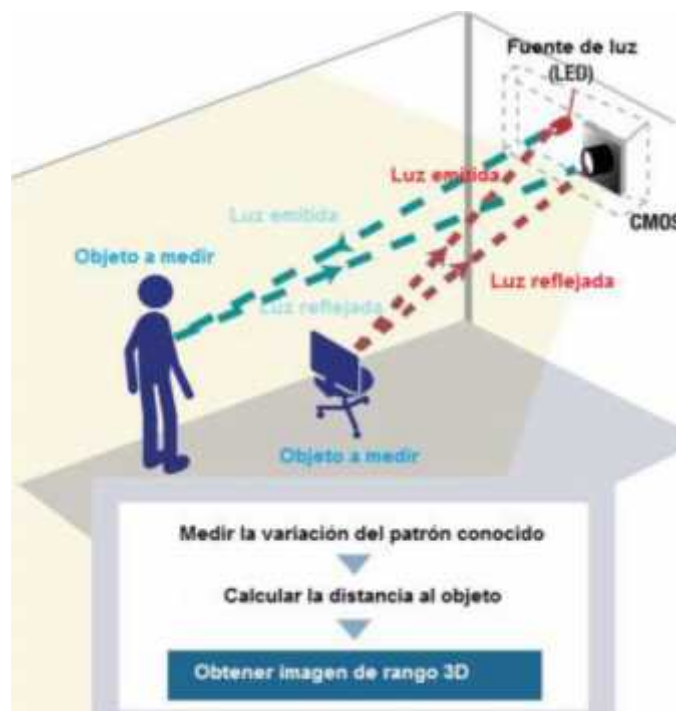 Fuente de luz
(LED)
Luz emitida
CMOS
Luz emitida
Objeto a medir
Luz reflejada
Luz reflejada
Objeto a medir
Medir la variación del patrón conocido
Calcular la distancia al objeto
Obtener imagen de rango 3D